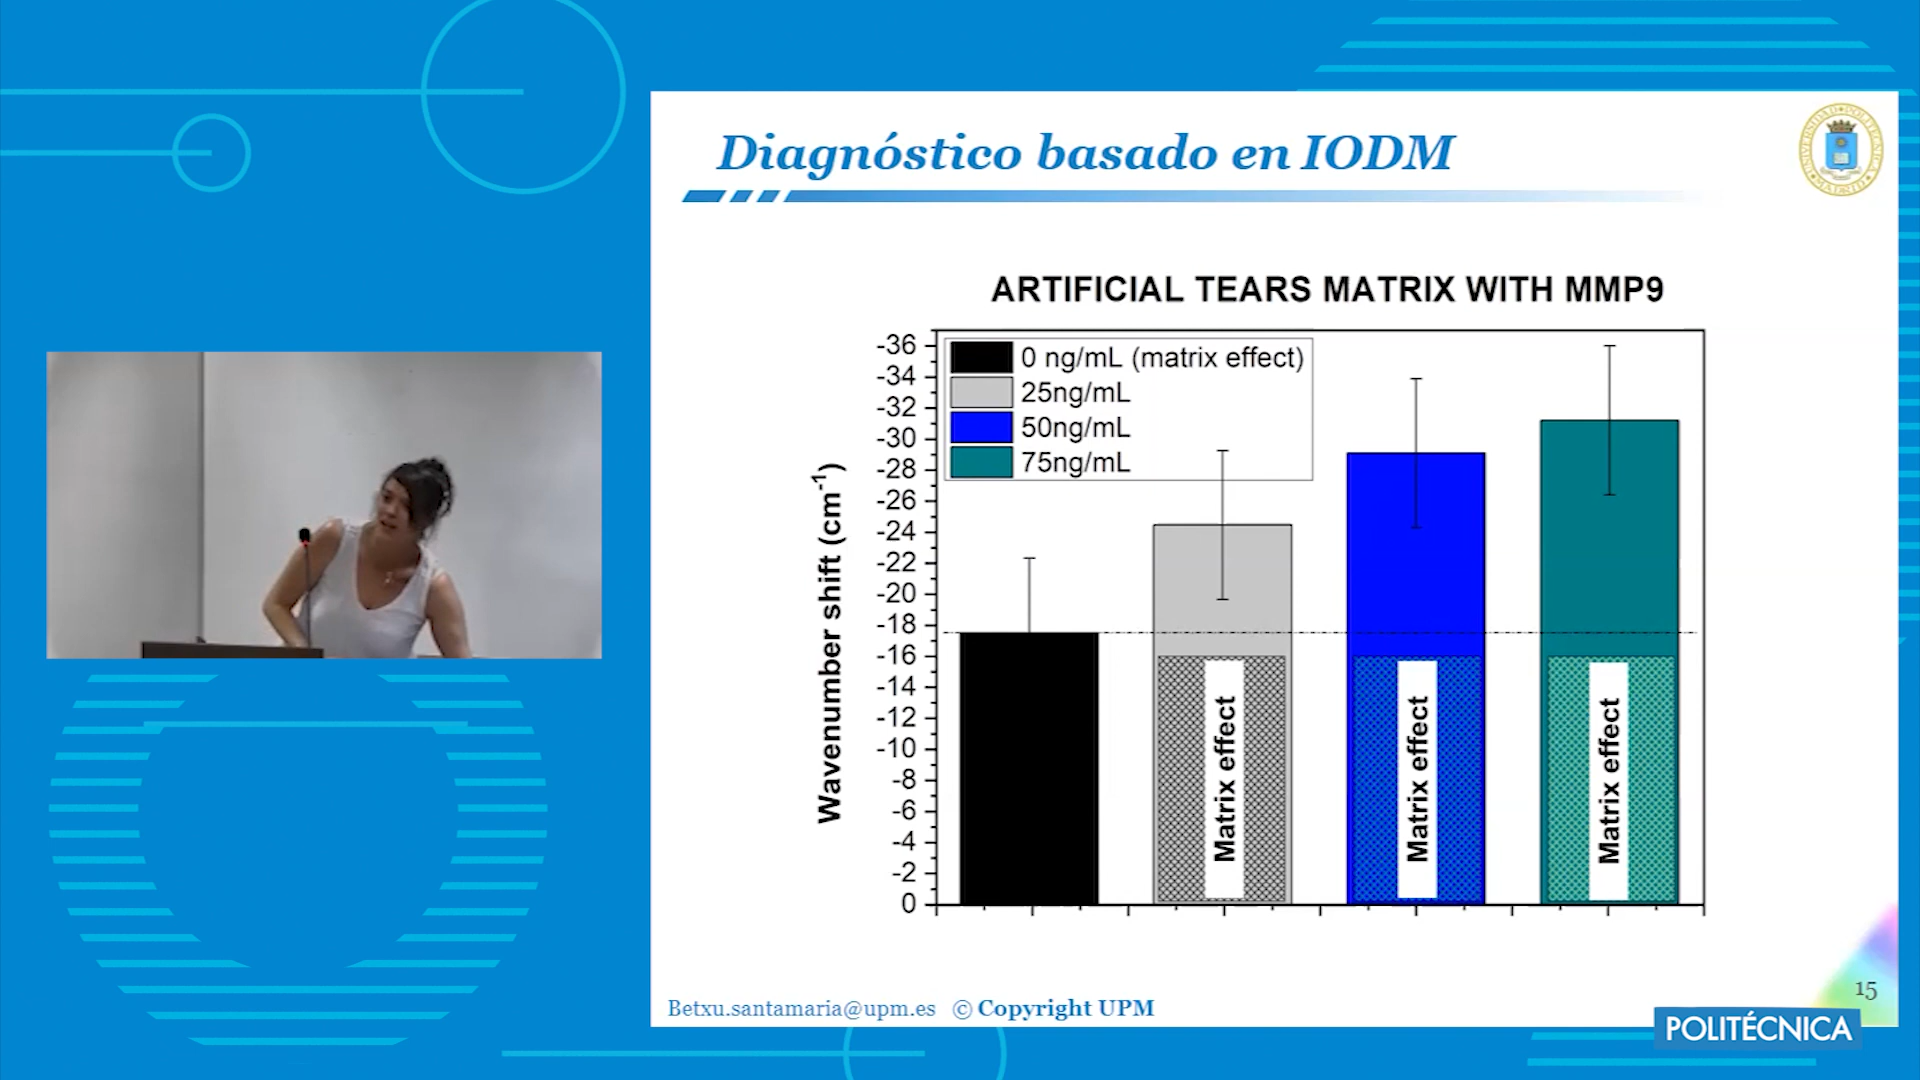 Diagnóstico basado en IODM
UNIVERSIDAD POLITÉCNICA MADRID
ARTIFICIAL TEARS MATRIX WITH MMP9
0 ng/mL (matrix effect)
25ng/mL
50ng/mL
75ng/mL
Wavenumber shift (cm-1)
-36
-34
-32
-30
-28
-26
-24
-22
-20
-18
-16
-14
-12
-10
-8
-6
-4
-2
0
Matrix effect
Matrix effect
Matrix effect
Betxu.santamaria@upm.es © Copyright UPM
15
POLITÉCNICA